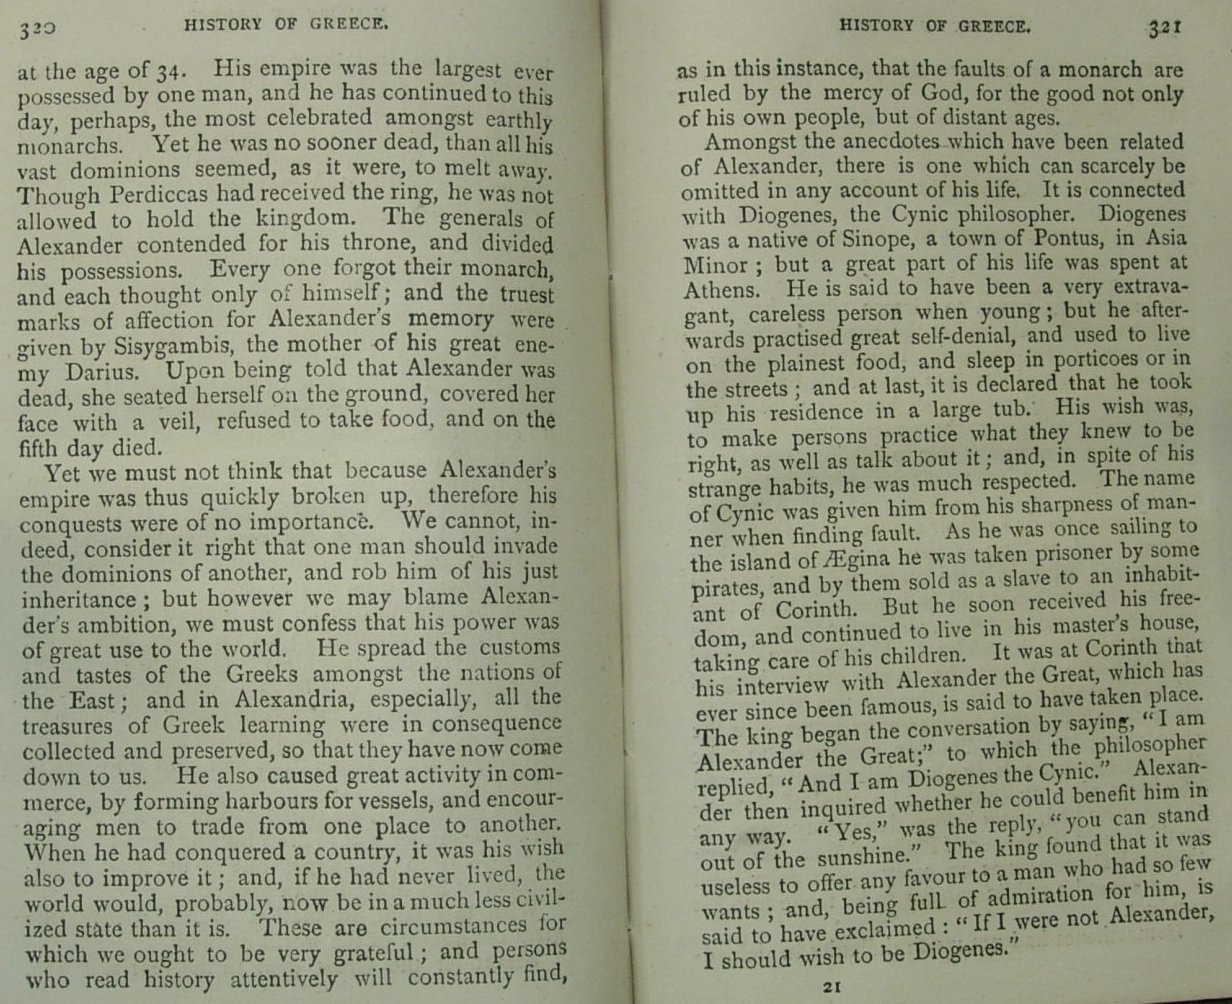 320 HISTORY OF GREECE.
at the age of 34. His empire was the largest ever
possessed by one man, and he has continued to this
day, perhaps, the most celebrated amongst earthly
monarchs. Yet he was no sooner dead, than all his
vast dominions seemed, as it were, to melt away.
Though Perdiccas had received the ring, he was not
allowed to hold the kingdom. The generals of
Alexander contended for his throne, and divided
his possessions. Every one forgot their monarch,
and each thought only of himself; and the truest
marks of affection for Alexander's memory were
given by Sisygambis, the mother of his great ene-
my Darius. Upon being told that Alexander was
dead, she seated herself on the ground, covered her
face with a veil, refused to take food, and on the
fifth day died.
Yet we must not think that because Alexander's
empire was thus quickly broken up, therefore his
conquests were of no importance. We cannot, in-
deed, consider it right that one man should invade
the dominions of another, and rob him of his just
inheritance; but however we may blame Alexan-
der's ambition, we must confess that his power was
of great use to the world. He spread the customs
and tastes of the Greeks amongst the nations of
the East; and in Alexandria, especially, all the
treasures of Greek learning were in consequence
collected and preserved, so that they have now come
down to us. He also caused great activity in com-
merce, by forming harbours for vessels, and encour-
aging men to trade from one place to another.
When he had conquered a country, it was his wish
also to improve it; and, if he had never lived, the
world would, probably, now be in a much less civil-
ized state than it is. These are circumstances for
which we ought to be very grateful; and persons
who read history attentively will constantly find,
HISTORY OF GREECE. 321
as in this instance, that the faults of a monarch are
ruled by the mercy of God, for the good not only
of his own people, but of distant ages.
Amongst the anecdotes which have been related
of Alexander, there is one which can scarcely be
omitted in any account of his life. It is connected
with Diogenes, the Cynic philosopher. Diogenes
was a native of Sinope, a town of Pontus, in Asia
Minor; but a great part of his life was spent at
Athens. He is said to have been a very extrava-
gant, careless person when young; but he after-
wards practised great self-denial, and used to live
on the plainest food, and sleep in porticoes or in
the streets; and at last, it is declared that he took
up his residence in a large tub. His wish was,
to make persons practice what they knew to be
right, as well as talk about it; and, in spite of his
strange habits, he was much respected. The name
of Cynic was given him from his sharpness of man-
ner when finding fault. As he was once sailing to
the island of Ægina he was taken prisoner by some
pirates, and by them sold as a slave to an inhabit-
ant of Corinth. But he soon received his free-
dom, and continued to live in his master's house,
taking care of his children. It was at Corinth that
his interview with Alexander the Great, which has
ever since been famous, is said to have taken place.
The king began the conversation by saying, "I am
Alexander the Great;" to which the philosopher
replied, "And I am Diogenes the Cynic." Alexan-
der then inquired whether he could benefit him in
any way. "Yes," was the reply, "you can stand
out of the sunshine." The king found that it was
useless to offer any favour to a man who had so few
wants; and, being full of admiration for him, is
said to have exclaimed: "If I were not Alexander,
I should wish to be Diogenes."
21